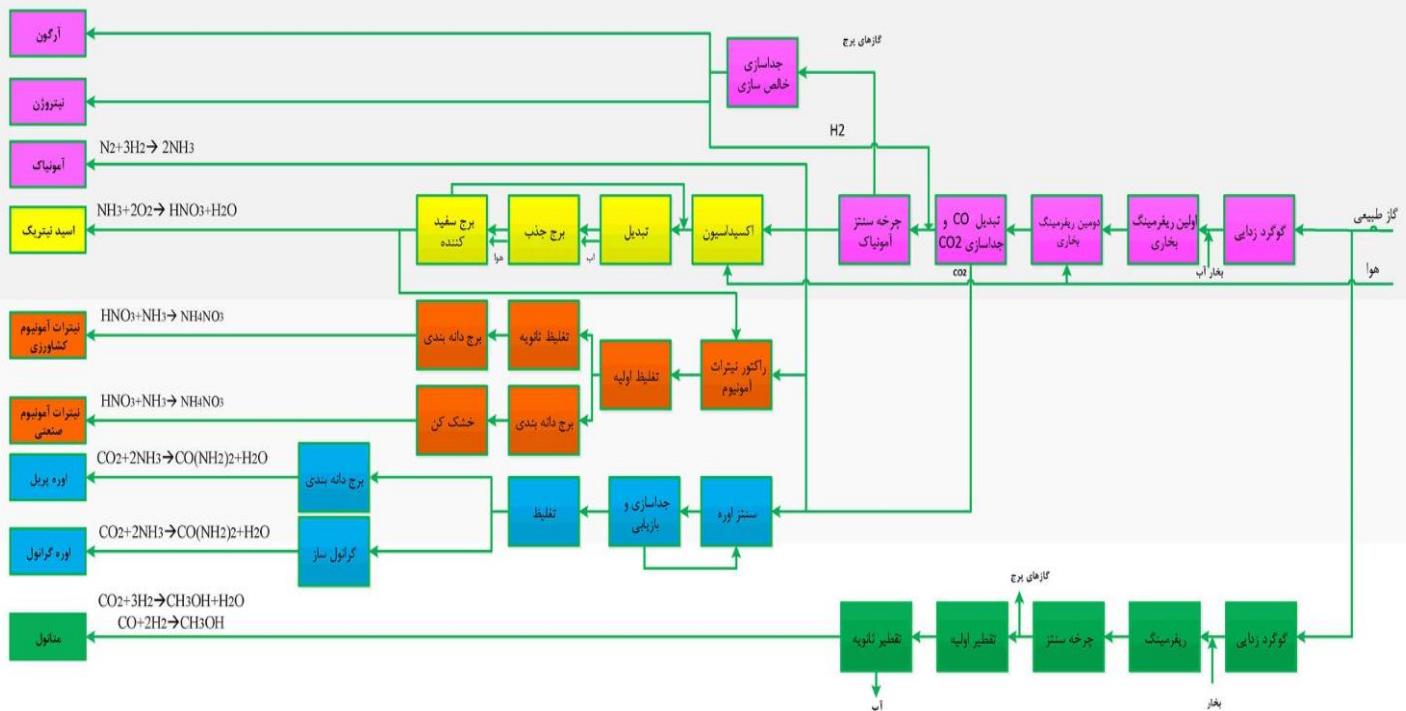 آرگون
گازهای پرج
جداسازی
خالص سازی
نیتروژن
H2
آمونیاک
N2+3H2→ 2NH3
گاز طبیعی
گوگرد زدایی
اولین ریفرمینگ
بخاری
دومین ریفرمینگ
بخاری
تبدیل CO و
جداسازی CO2
چرخه سنتز
آمونیاک
اکسیداسیون
تبدیل
برج جذب
برج سفید
کننده
NH3+2O2→ HNO3+H2O
اسید نیتریک
هوا
بخار آب
CO2
آب
هوا
راکتور نیترات
آمونیوم
تغلیظ اولیه
تغلیظ ثانویه
برج دانه بندی
HNO3+NH3→ NH4NO3
نیترات آمونیوم
کشاورزی
برج دانه بندی
خشک کن
HNO3+NH3→ NH4NO3
نیترات آمونیوم
صنعتی
سنتز اوره
جداسازی و
بازیابی
تغلیظ
برج دانه بندی
CO2+2NH3→CO(NH2)2+H2O
اوره پریل
گرانول ساز
CO2+2NH3→CO(NH2)2+H2O
اوره گرانول
گازهای پرج
CO2+3H2→CH3OH+H2O
CO+2H2→CH3OH
گوگرد زدایی
ریفرمینگ
چرخه سنتز
تقطیر اولیه
تقطیر ثانویه
متانول
بخار
آب